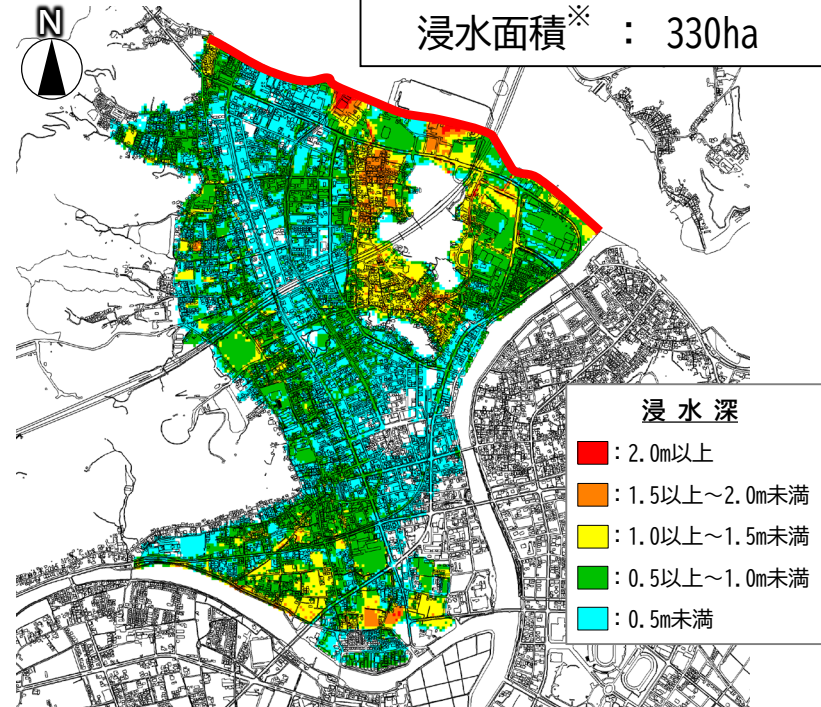 N
浸水面積※ : 330ha
浸水深
:2.0m以上
:1.5以上~2.0m未満
:1.0以上~1.5m未満
:0.5以上~1.0m未満
:0.5m未満